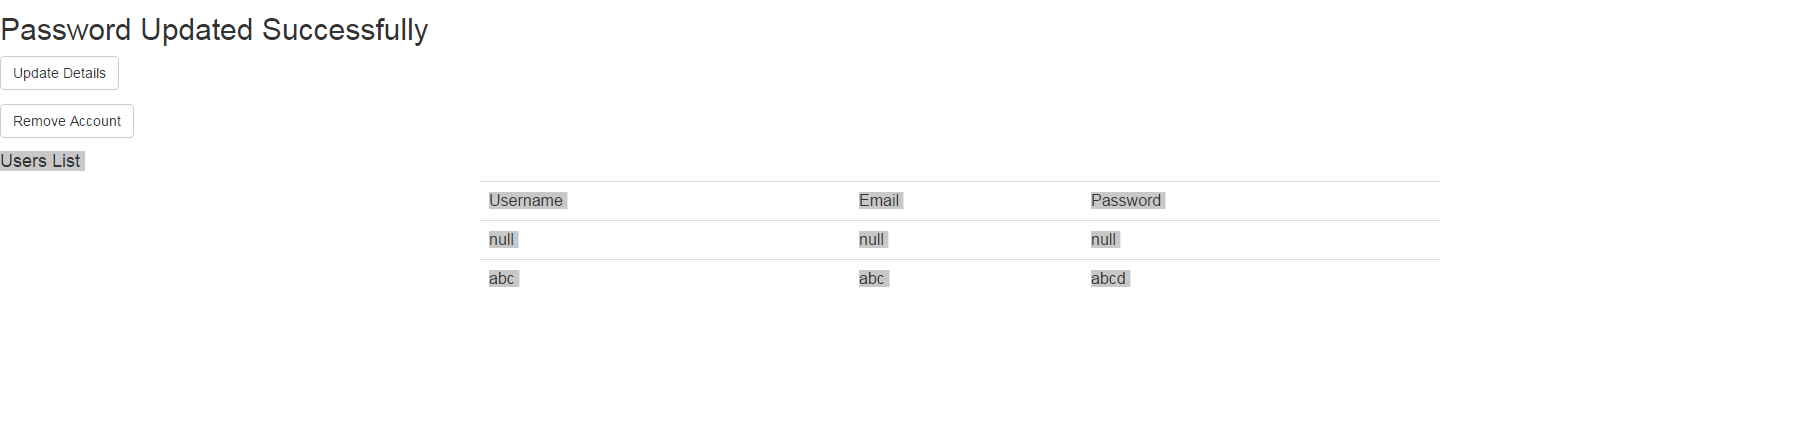 Password Updated Successfully
Update Details
Remove Account
Users List
Username Email Password
null null null
abc abc abcd